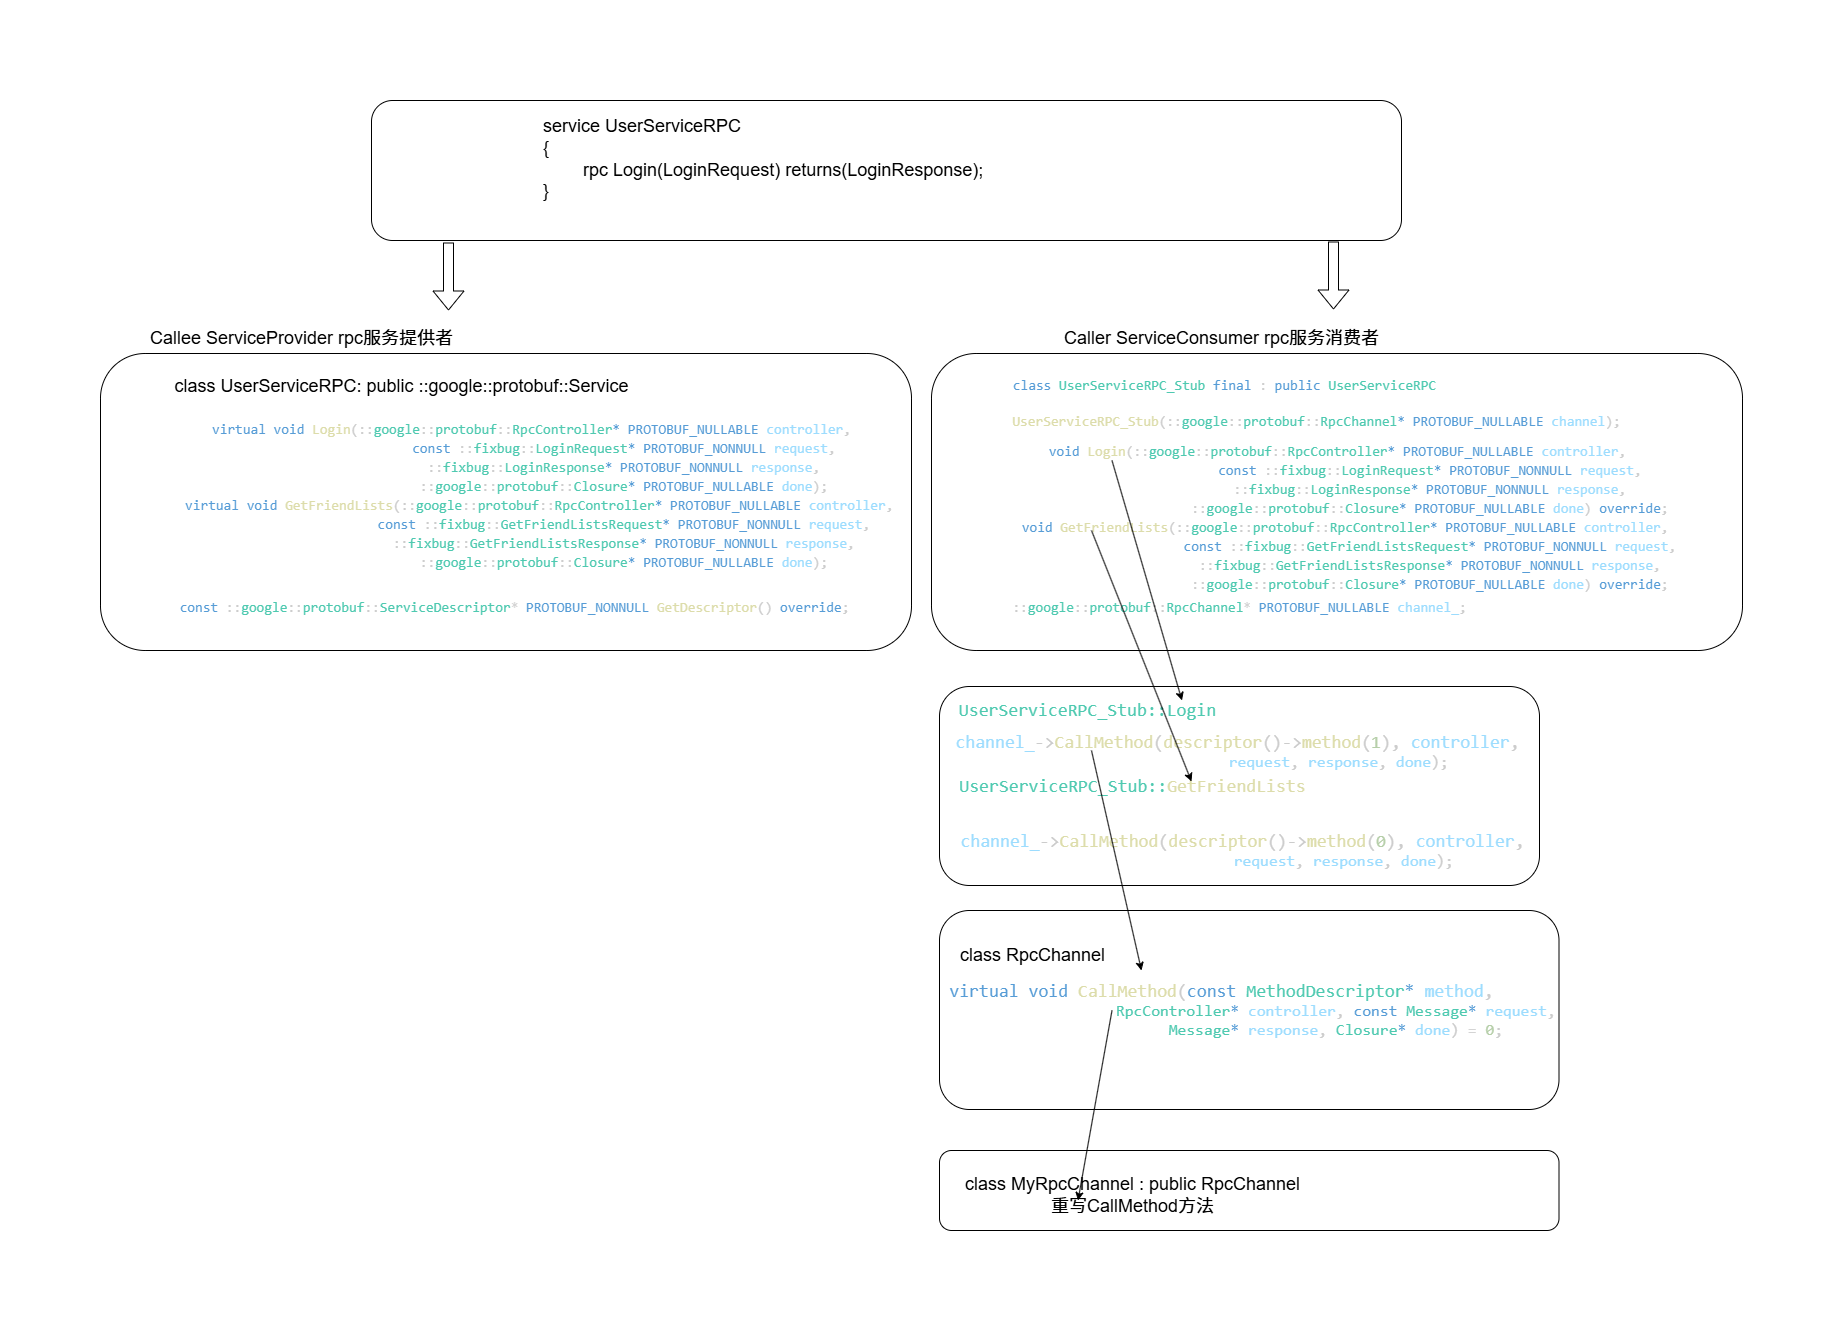 service UserServiceRPC
{
rpc Login(LoginRequest) returns(LoginResponse);
}
Callee ServiceProvider rpc服务提供者
class UserServiceRPC: public ::google::protobuf::Service
virtual void Login(::google::protobuf::RpcController* PROTOBUF_NULLABLE controller,
const ::fixbug::LoginRequest* PROTOBUF_NONNULL request,
::fixbug::LoginResponse* PROTOBUF_NONNULL response,
::google::protobuf::Closure* PROTOBUF_NULLABLE done);
virtual void GetFriendLists(::google::protobuf::RpcController* PROTOBUF_NULLABLE controller,
const ::fixbug::GetFriendListsRequest* PROTOBUF_NONNULL request,
::fixbug::GetFriendListsResponse* PROTOBUF_NONNULL response,
::google::protobuf::Closure* PROTOBUF_NULLABLE done);
const ::google::protobuf::ServiceDescriptor* PROTOBUF_NONNULL GetDescriptor() override;
Caller ServiceConsumer rpc服务消费者
class UserServiceRPC_Stub final : public UserServiceRPC
UserServiceRPC_Stub(::google::protobuf::RpcChannel* PROTOBUF_NULLABLE channel);
void Login(::google::protobuf::RpcController* PROTOBUF_NULLABLE controller,
const ::fixbug::LoginRequest* PROTOBUF_NONNULL request,
::fixbug::LoginResponse* PROTOBUF_NONNULL response,
::google::protobuf::Closure* PROTOBUF_NULLABLE done) override;
void GetFriendLists(::google::protobuf::RpcController* PROTOBUF_NULLABLE controller,
const ::fixbug::GetFriendListsRequest* PROTOBUF_NONNULL request,
::fixbug::GetFriendListsResponse* PROTOBUF_NONNULL response,
::google::protobuf::Closure* PROTOBUF_NULLABLE done) override;
::google::protobuf::RpcChannel* PROTOBUF_NULLABLE channel_;
UserServiceRPC_Stub::Login
channel_->CallMethod(descriptor()->method(1), controller,
request, response, done);
UserServiceRPC_Stub::GetFriendLists
channel_->CallMethod(descriptor()->method(0), controller,
request, response, done);
class RpcChannel
virtual void CallMethod(const MethodDescriptor* method,
RpcController* controller, const Message* request,
Message* response, Closure* done) = 0;
class MyRpcChannel : public RpcChannel
重写CallMethod方法